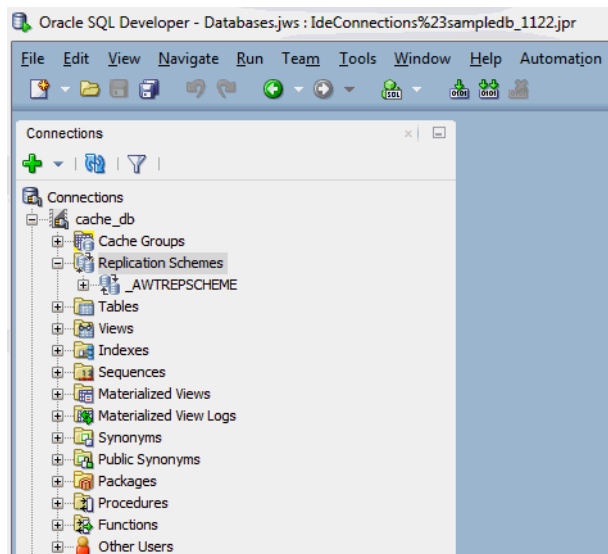 Oracle SQL Developer - Databases.jws : IdeConnections%23sampledb_1122.jpr
File Edit View Navigate Run Team Tools Window Help Automation
Connections
Connections
cache_db
Cache Groups
Replication Schemes
_AWTREPSCHEME
Tables
Views
Indexes
Sequences
Materialized Views
Materialized View Logs
Synonyms
Public Synonyms
Packages
Procedures
Functions
Other Users